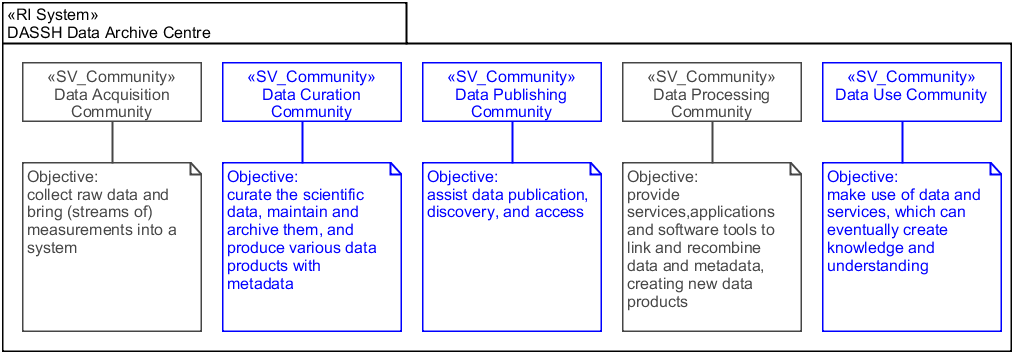 «RI System»
DASSH Data Archive Centre
«SV_Community»
Data Acquisition
Community
Objective:
collect raw data and
bring (streams of)
measurements into a
system
«SV_Community»
Data Curation
Community
Objective:
curate the scientific
data, maintain and
archive them, and
produce various data
products with
metadata
«SV_Community»
Data Publishing
Community
Objective:
assist data publication,
discovery, and access
«SV_Community»
Data Processing
Community
Objective:
provide
services,applications
and software tools to
link and recombine
data and metadata,
creating new data
products
«SV_Community»
Data Use Community
Objective:
make use of data and
services, which can
eventually create
knowledge and
understanding